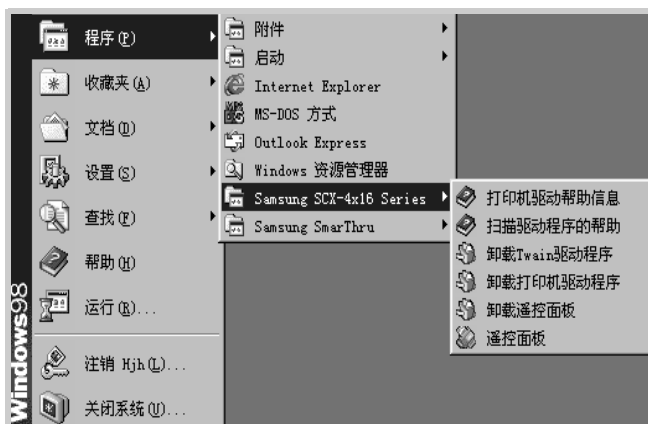 程序(P)
收藏夹(A)
文档(D)
设置(S)
查找(F)
帮助(H)
运行(R)...
注销 Hjh(L)...
关闭系统(U)...
Windows98
附件
启动
Internet Explorer
MS-DOS 方式
Outlook Express
Windows 资源管理器
Samsung SCX-4x16 Series
Samsung SmarThru
打印机驱动帮助信息
扫描驱动程序的帮助
卸载Twain驱动程序
卸载打印机驱动程序
卸载遥控面板
遥控面板